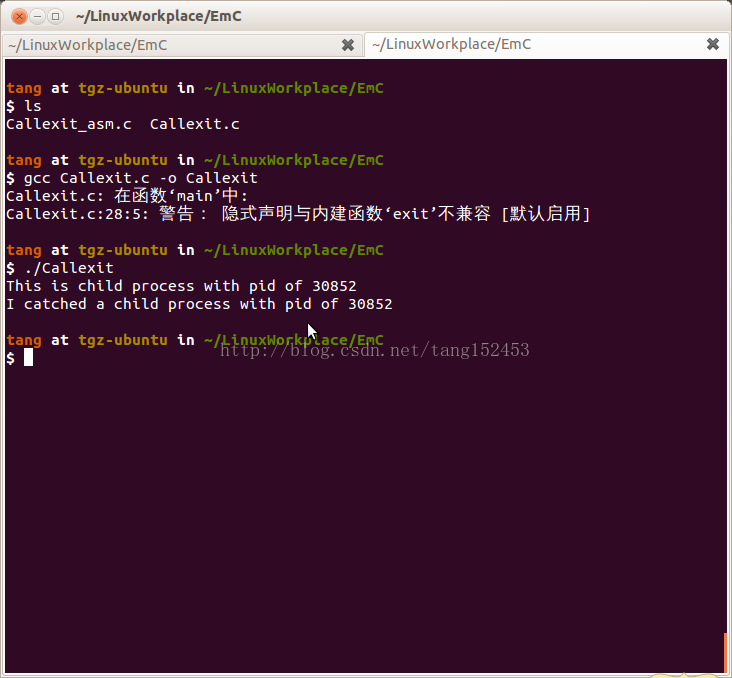 ~/LinuxWorkplace/EmC
~/LinuxWorkplace/EmC
~/LinuxWorkplace/EmC
tang at tgz-ubuntu in ~/LinuxWorkplace/EmC
$ ls
Callexit_asm.c  Callexit.c
tang at tgz-ubuntu in ~/LinuxWorkplace/EmC
$ gcc Callexit.c -o Callexit
Callexit.c: 在函数‘main’中:
Callexit.c:28:5: 警告： 隐式声明与内建函数‘exit’不兼容 [默认启用]
tang at tgz-ubuntu in ~/LinuxWorkplace/EmC
$ ./Callexit
This is child process with pid of 30852
I catched a child process with pid of 30852
tang at tgz-ubuntu in ~/LinuxWorkplace/EmC
http://blog.csdn.net/tang152453
$